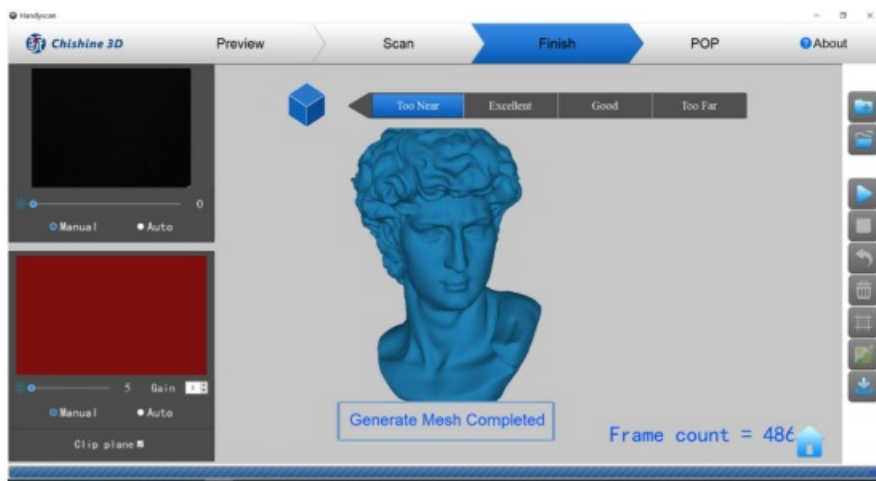 Handyscan
Chishine 3D
Preview
Scan
Finish
POP
About
Too Near
Excellent
Good
Too Far
0
Manual
Auto
5 Gain
Manual
Auto
Clip plane
Generate Mesh Completed
Frame count = 486